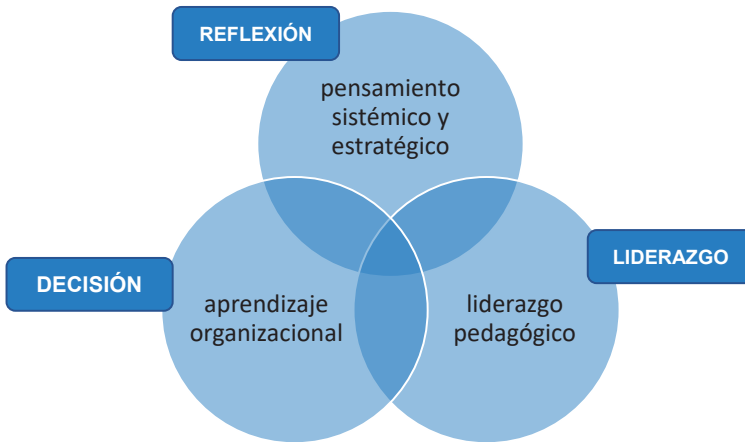 REFLEXIÓN
pensamiento
sistémico y
estratégico
DECISIÓN
aprendizaje
organizacional
LIDERAZGO
liderazgo
pedagógico